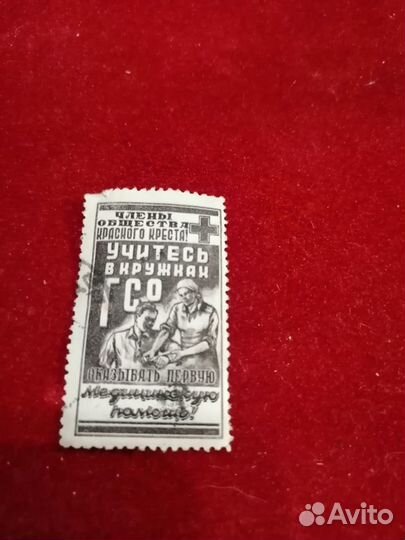 ЧЛЕНЫ
ОБЩЕСТВА
КРАСНОГО КРЕСТА!
УЧИТЕСЬ
В КРУЖКАХ
ГСО
ОКАЗЫВАТЬ ПЕРВУЮ
Медицинскую
помощь!
Avito